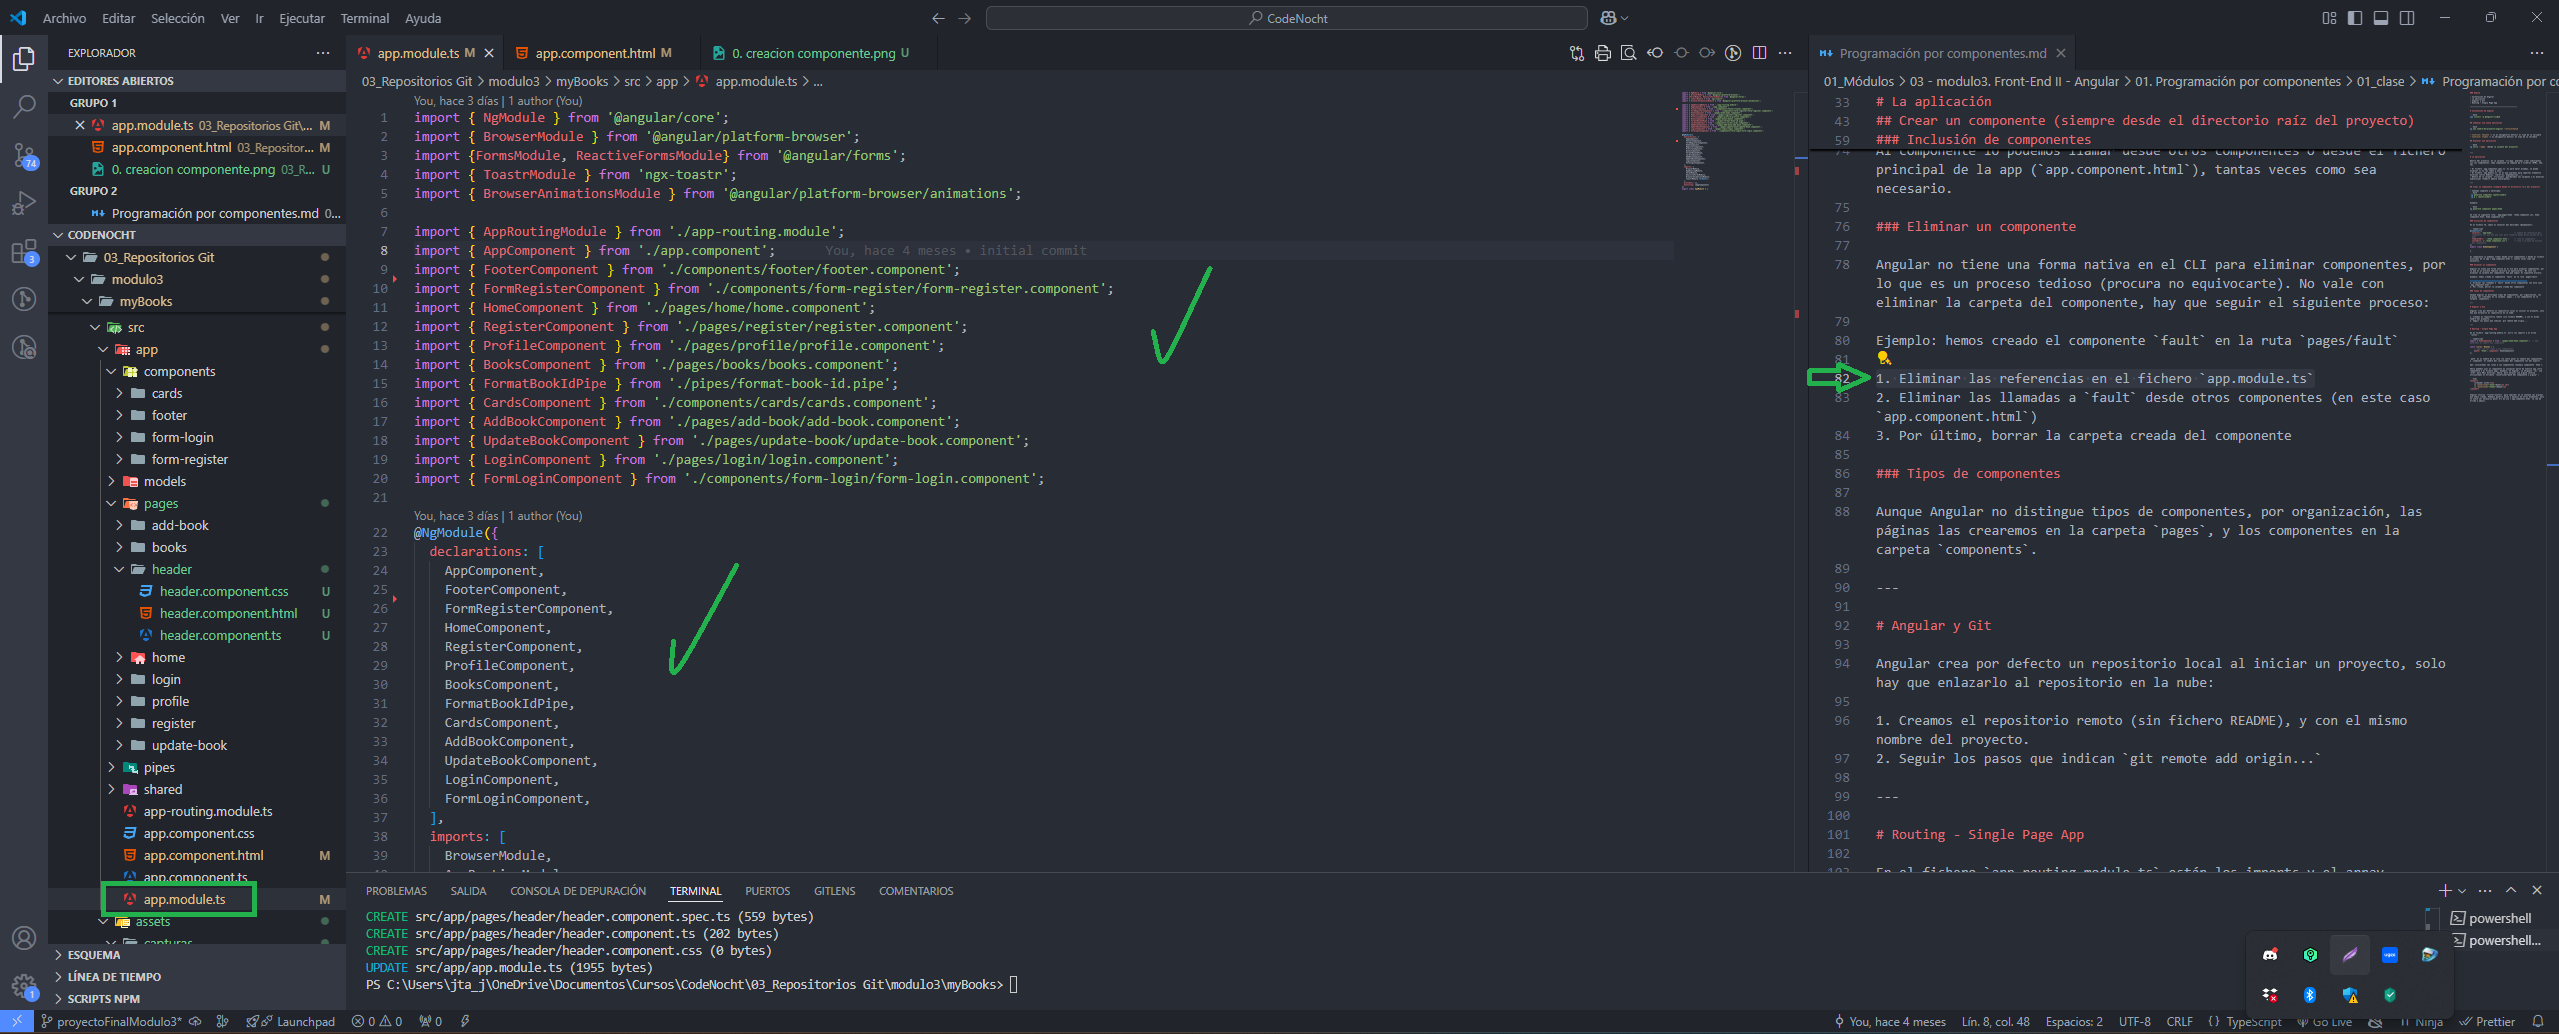 Archivo Editar Selección Ver Ir Ejecutar Terminal Ayuda
CodeNocht
EXPLORADOR
EDITORES ABIERTOS
GRUPO 1
app.module.ts 03_Repositorios Git\... M
app.component.html 03_Repositor... M
0. creacion componente.png 03_R... U
GRUPO 2
Programación por componentes.md 0...
CODENOCHT
03_Repositorios Git
modulo3
myBooks
src
app
components
cards
footer
form-login
form-register
models
pages
add-book
books
header
header.component.css U
header.component.html U
header.component.ts U
home
login
profile
register
update-book
pipes
shared
app-routing.module.ts
app.component.css
app.component.html M
app.component.ts
app.module.ts M
assets
capturas
ESQUEMA
LÍNEA DE TIEMPO
SCRIPTS NPM
74
3
1
app.module.ts M
app.component.html M
0. creacion componente.png U
03_Repositorios Git > modulo3 > myBooks > src > app > app.module.ts > ...
You, hace 3 días | 1 author (You)
1 import { NgModule } from '@angular/core';
2 import { BrowserModule } from '@angular/platform-browser';
3 import {FormsModule, ReactiveFormsModule} from '@angular/forms';
4 import { ToastrModule } from 'ngx-toastr';
5 import { BrowserAnimationsModule } from '@angular/platform-browser/animations';
6
7 import { AppRoutingModule } from './app-routing.module';
8 import { AppComponent } from './app.component'; You, hace 4 meses • initial commit
9 import { FooterComponent } from './components/footer/footer.component';
10 import { FormRegisterComponent } from './components/form-register/form-register.component';
11 import { HomeComponent } from './pages/home/home.component';
12 import { RegisterComponent } from './pages/register/register.component';
13 import { ProfileComponent } from './pages/profile/profile.component';
14 import { BooksComponent } from './pages/books/books.component';
15 import { FormatBookIdPipe } from './pipes/format-book-id.pipe';
16 import { CardsComponent } from './components/cards/cards.component';
17 import { AddBookComponent } from './pages/add-book/add-book.component';
18 import { UpdateBookComponent } from './pages/update-book/update-book.component';
19 import { LoginComponent } from './pages/login/login.component';
20 import { FormLoginComponent } from './components/form-login/form-login.component';
21
You, hace 3 días | 1 author (You)
22 @NgModule({
23 declarations: [
24 AppComponent,
25 FooterComponent,
26 FormRegisterComponent,
27 HomeComponent,
28 RegisterComponent,
29 ProfileComponent,
30 BooksComponent,
31 FormatBookIdPipe,
32 CardsComponent,
33 AddBookComponent,
34 UpdateBookComponent,
35 LoginComponent,
36 FormLoginComponent,
37 ],
38 imports: [
39 BrowserModule,
Programación por componentes.md
01_Módulos > 03 - modulo3. Front-End II - Angular > 01. Programación por componentes > 01_clase > Programación por co
33 # La aplicación
43 ## Crear un componente (siempre desde el directorio raíz del proyecto)
59 ### Inclusión de componentes
74 Al componente lo podemos llamar desde otros componentes o desde el fichero
principal de la app (`app.component.html`), tantas veces como sea
necesario.
75
76 ### Eliminar un componente
77
78 Angular no tiene una forma nativa en el CLI para eliminar componentes, por
lo que es un proceso tedioso (procura no equivocarte). No vale con
eliminar la carpeta del componente, hay que seguir el siguiente proceso:
79
80 Ejemplo: hemos creado el componente `fault` en la ruta `pages/fault`
81
82 1. Eliminar las referencias en el fichero `app.module.ts`
83 2. Eliminar las llamadas a `fault` desde otros componentes (en este caso
`app.component.html`)
84 3. Por último, borrar la carpeta creada del componente
85
86 ### Tipos de componentes
87
88 Aunque Angular no distingue tipos de componentes, por organización, las
páginas las crearemos en la carpeta `pages`, y los componentes en la
carpeta `components`.
89
90 ---
91
92 # Angular y Git
93
94 Angular crea por defecto un repositorio local al iniciar un proyecto, solo
hay que enlazarlo al repositorio en la nube:
95
96 1. Creamos el repositorio remoto (sin fichero README), y con el mismo
nombre del proyecto.
97 2. Seguir los pasos que indican `git remote add origin...`
98
99 ---
100
101 # Routing - Single Page App
102
En el fichero `app-routing.module.ts` están los imports y el array
PROBLEMAS SALIDA CONSOLA DE DEPURACIÓN TERMINAL PUERTOS GITLENS COMENTARIOS
CREATE src/app/pages/header/header.component.spec.ts (559 bytes)
CREATE src/app/pages/header/header.component.ts (202 bytes)
CREATE src/app/pages/header/header.component.css (0 bytes)
UPDATE src/app/app.module.ts (1955 bytes)
PS C:\Users\jta_j\OneDrive\Documentos\Cursos\CodeNocht\03_Repositorios Git\modulo3\myBooks>
powershell
powershell...
proyectoFinalModulo3* Launchpad 0 0 0
You, hace 4 meses Lín. 8, col. 48 Espacios: 2 UTF-8 CRLF {} TypeScript Go Live Ninja Prettier